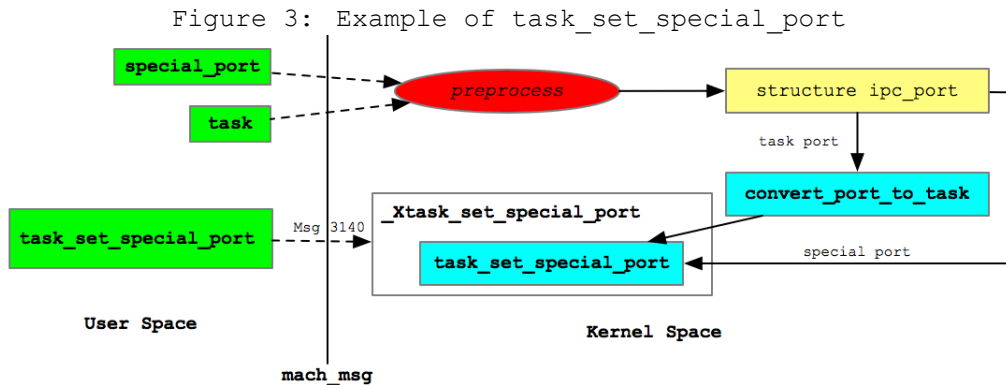 Figure 3: Example of task_set_special_port
special_port
preprocess
structure ipc_port
task
task port
convert_port_to_task
_Xtask_set_special_port
Msg 3140
task_set_special_port
task_set_special_port
special port
User Space
Kernel Space
mach_msg